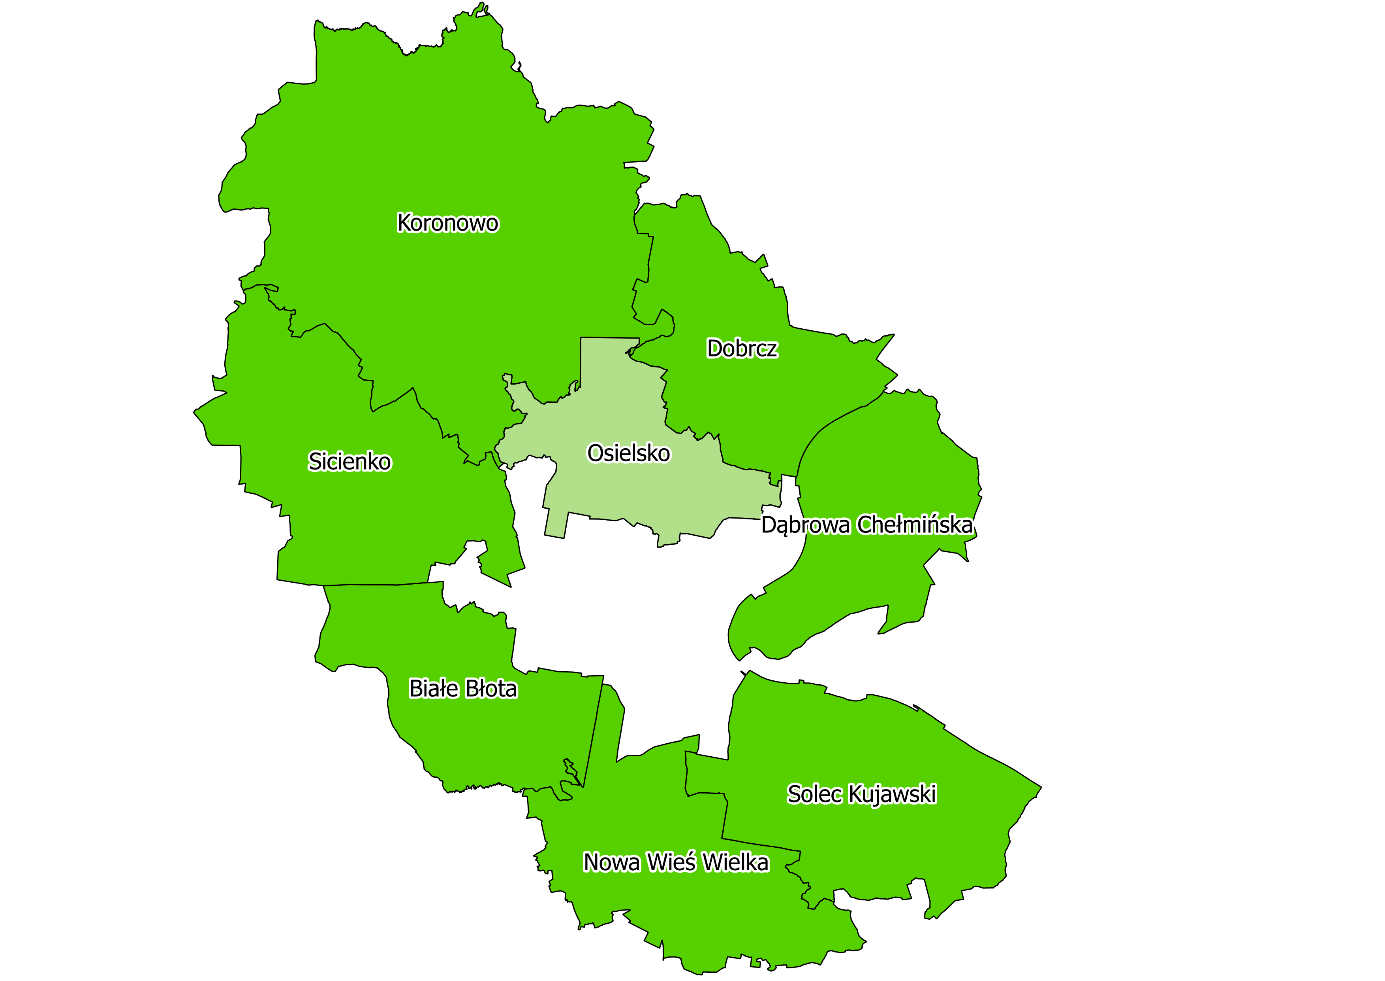 Koronowo
Dobrcz
Osielsko
Sicienko
Dąbrowa Chełmińska
Białe Błota
Solec Kujawski
Nowa Wieś Wielka